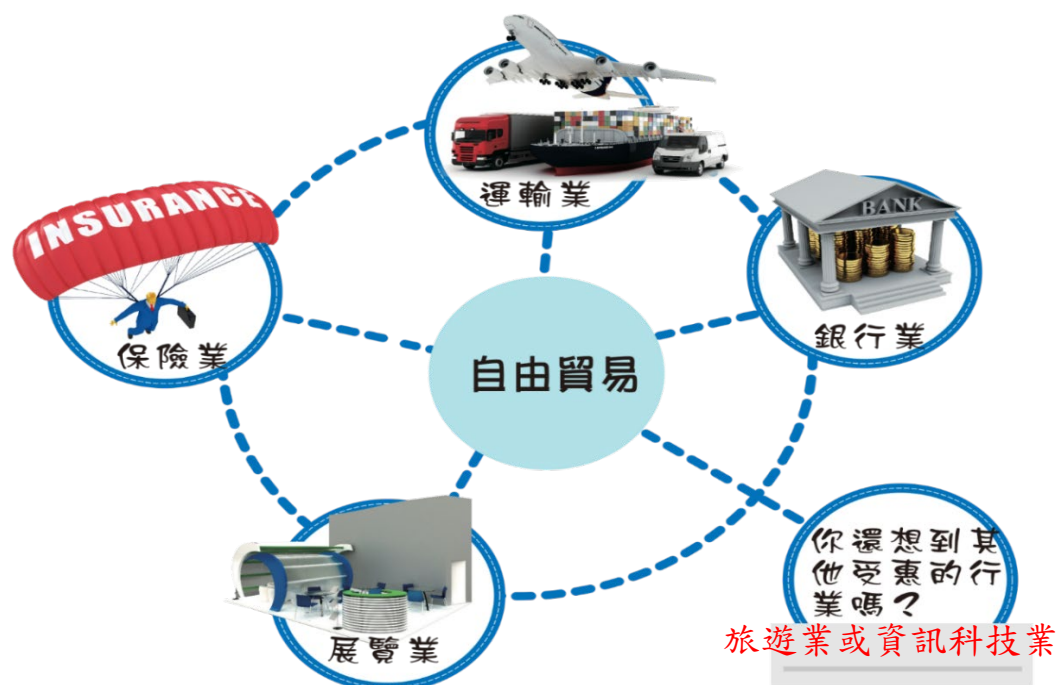 運輸業
INSURANCE
保險業
BANK
銀行業
自由貿易
展覽業
你還想到其
他受惠的行
業嗎？
旅遊業或資訊科技業